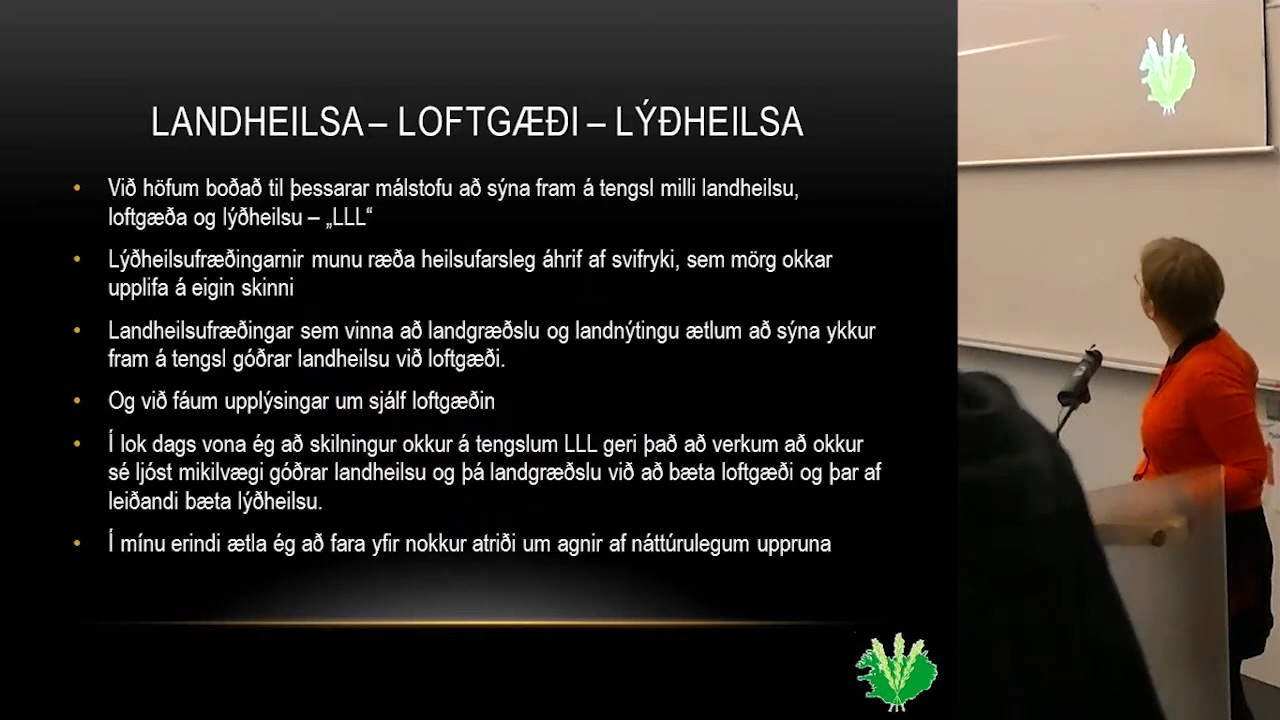 LANDHEILSA – LOFTGÆÐI – LÝÐHEILSA
• Við höfum boðað til þessarar málstofu að sýna fram á tengsl milli landheilsu,
loftgæða og lýðheilsu – „LLL“
• Lýðheilsufræðingarnir munu ræða heilsufarsleg áhrif af svifryki, sem mörg okkar
upplifa á eigin skinni
• Landheilsufræðingar sem vinna að landgræðslu og landnýtingu ætlum að sýna ykkur
fram á tengsl góðrar landheilsu við loftgæði.
• Og við fáum upplýsingar um sjálf loftgæðin
• Í lok dags vona ég að skilningur okkur á tengslum LLL geri það að verkum að okkur
sé ljóst mikilvægi góðrar landheilsu og þá landgræðslu við að bæta loftgæði og þar af
leiðandi bæta lýðheilsu.
• Í mínu erindi ætla ég að fara yfir nokkur atriði um agnir af náttúrulegum uppruna